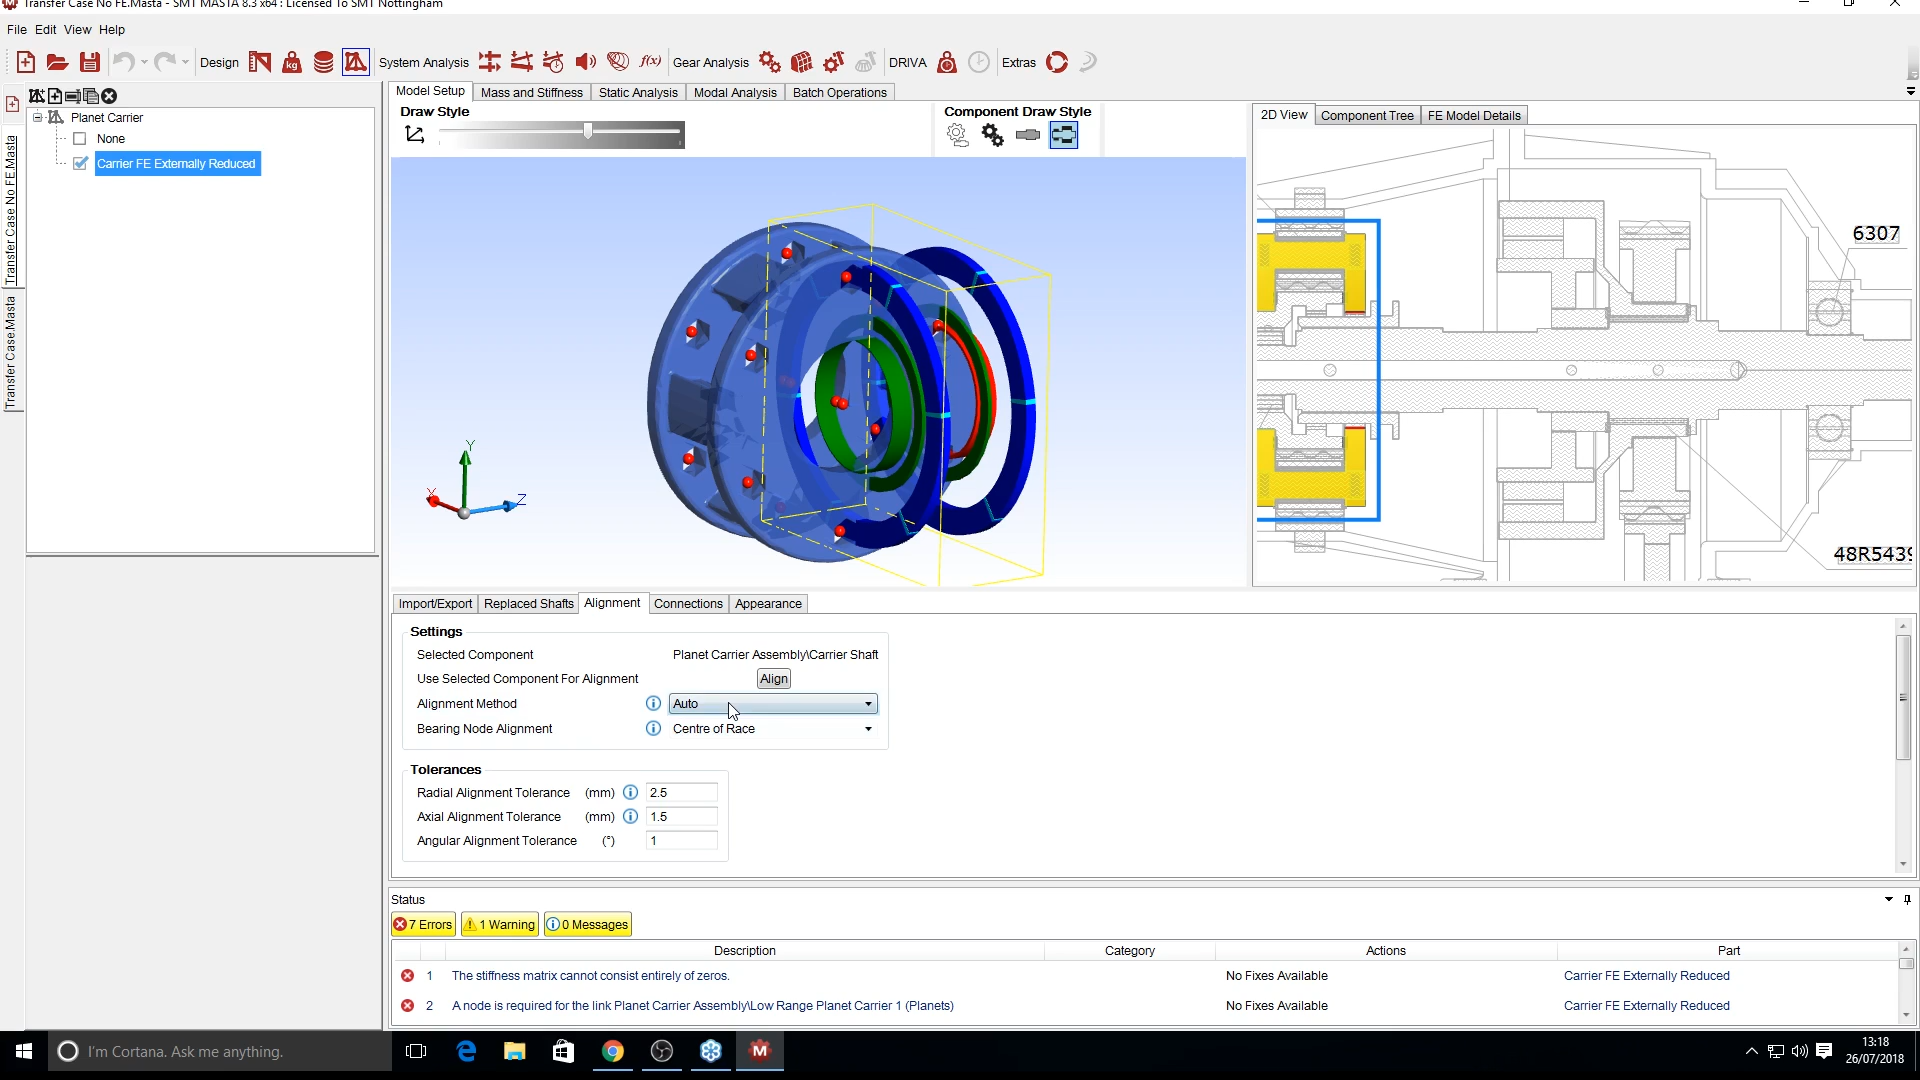 Transfer Case No FE.Masta - SMT MASTA 8.3 x64 : Licensed To SMT Nottingham
File Edit View Help
Design kg System Analysis f(x) Gear Analysis DRIVA Extras
Transfer Case No FE.Masta
Transfer Case.Masta
Planet Carrier
None
Carrier FE Externally Reduced
Model Setup Mass and Stiffness Static Analysis Modal Analysis Batch Operations
Draw Style
Component Draw Style
Y
X
Z
2D View Component Tree FE Model Details
6307
48R5439
Import/Export Replaced Shafts Alignment Connections Appearance
Settings
Selected Component Planet Carrier Assembly\Carrier Shaft
Use Selected Component For Alignment Align
Alignment Method Auto
Bearing Node Alignment Centre of Race
Tolerances
Radial Alignment Tolerance (mm) 2.5
Axial Alignment Tolerance (mm) 1.5
Angular Alignment Tolerance (°) 1
Status
7 Errors 1 Warning 0 Messages
Description Category Actions Part
1 The stiffness matrix cannot consist entirely of zeros. No Fixes Available Carrier FE Externally Reduced
2 A node is required for the link Planet Carrier Assembly\Low Range Planet Carrier 1 (Planets) No Fixes Available Carrier FE Externally Reduced
I'm Cortana. Ask me anything.
M
13:18
26/07/2018